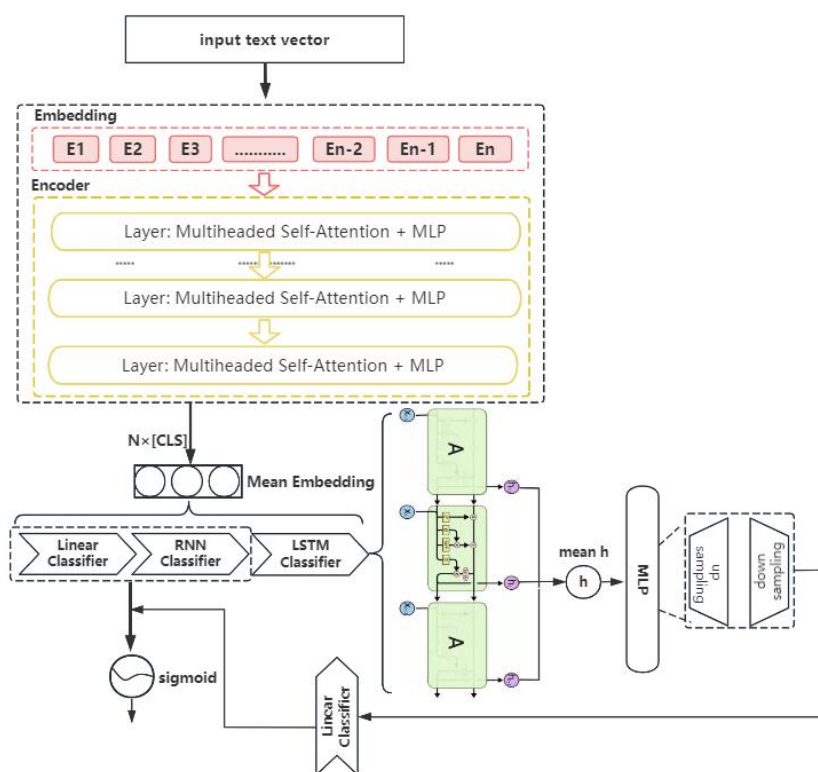 input text vector
Embedding
E1 E2 E3 ........... En-2 En-1 En
Encoder
Layer: Multiheaded Self-Attention + MLP
..... ............... .....
Layer: Multiheaded Self-Attention + MLP
Layer: Multiheaded Self-Attention + MLP
N×[CLS]
Mean Embedding
Linear
Classifier
RNN
Classifier
LSTM
Classifier
A
A
mean h
h
MLP
up
sampling
down
sampling
sigmoid
Linear
Classifier